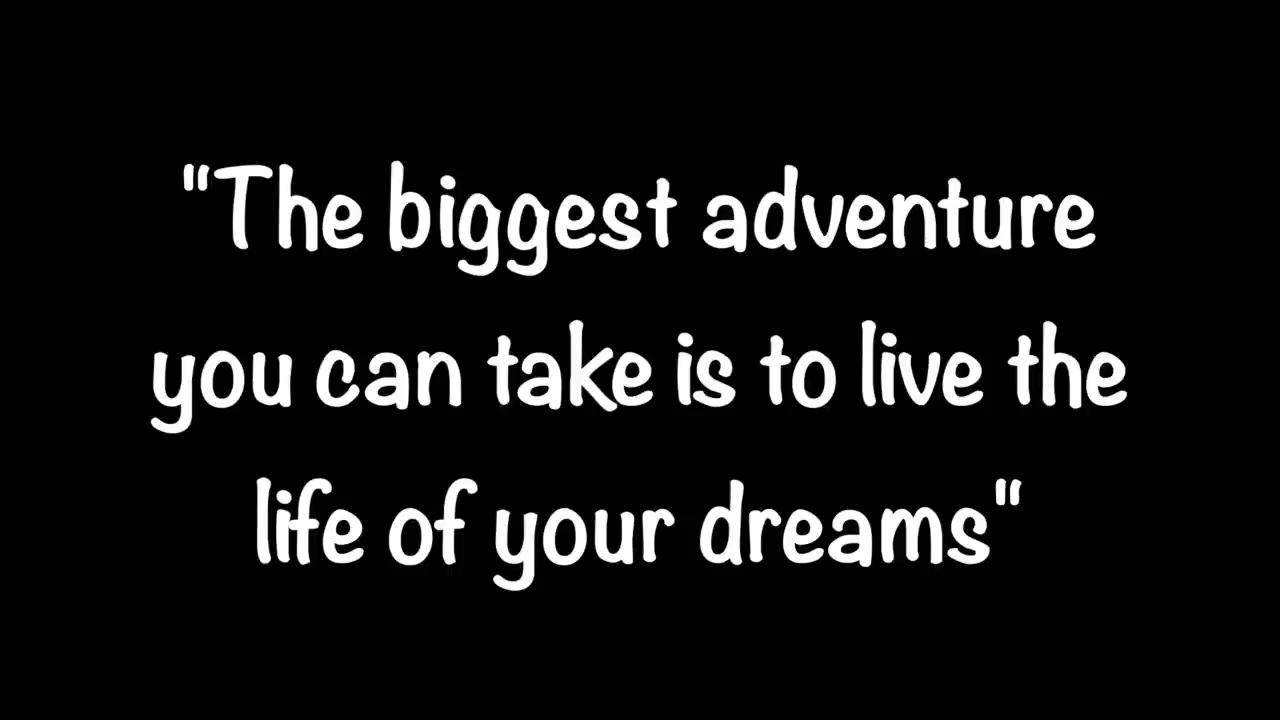 "The biggest adventure
you can take is to live the
life of your dreams"